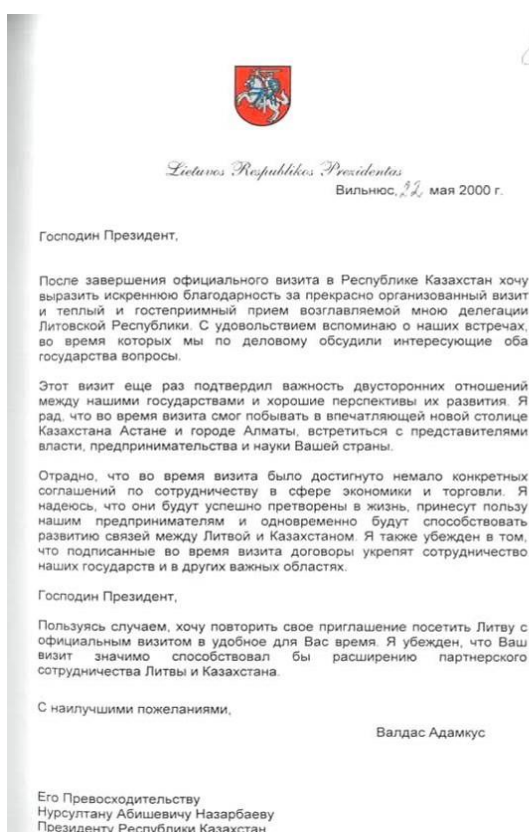 Lietuvos Respublikos Prezidentas
Вильнюс, 22 мая 2000 г.
Господин Президент,
После завершения официального визита в Республике Казахстан хочу
выразить искреннюю благодарность за прекрасно организованный визит
и теплый и гостеприимный прием возглавляемой мною делегации
Литовской Республики. С удовольствием вспоминаю о наших встречах,
во время которых мы по деловому обсудили интересующие оба
государства вопросы.
Этот визит еще раз подтвердил важность двусторонних отношений
между нашими государствами и хорошие перспективы их развития. Я
рад, что во время визита смог побывать в впечатляющей новой столице
Казахстана Астане и городе Алматы, встретиться с представителями
власти, предпринимательства и науки Вашей страны.
Отрадно, что во время визита было достигнуто немало конкретных
соглашений по сотрудничеству в сфере экономики и торговли. Я
надеюсь, что они будут успешно претворены в жизнь, принесут пользу
нашим предпринимателям и одновременно будут способствовать
развитию связей между Литвой и Казахстаном. Я также убежден в том,
что подписанные во время визита договоры укрепят сотрудничество
наших государств и в других важных областях.
Господин Президент,
Пользуясь случаем, хочу повторить свое приглашение посетить Литву с
официальным визитом в удобное для Вас время. Я убежден, что Ваш
визит значимо способствовал бы расширению партнерского
сотрудничества Литвы и Казахстана.
С наилучшими пожеланиями,
Валдас Адамкус
Его Превосходительству
Нурсултану Абишевичу Назарбаеву
Президенту Республики Казахстан